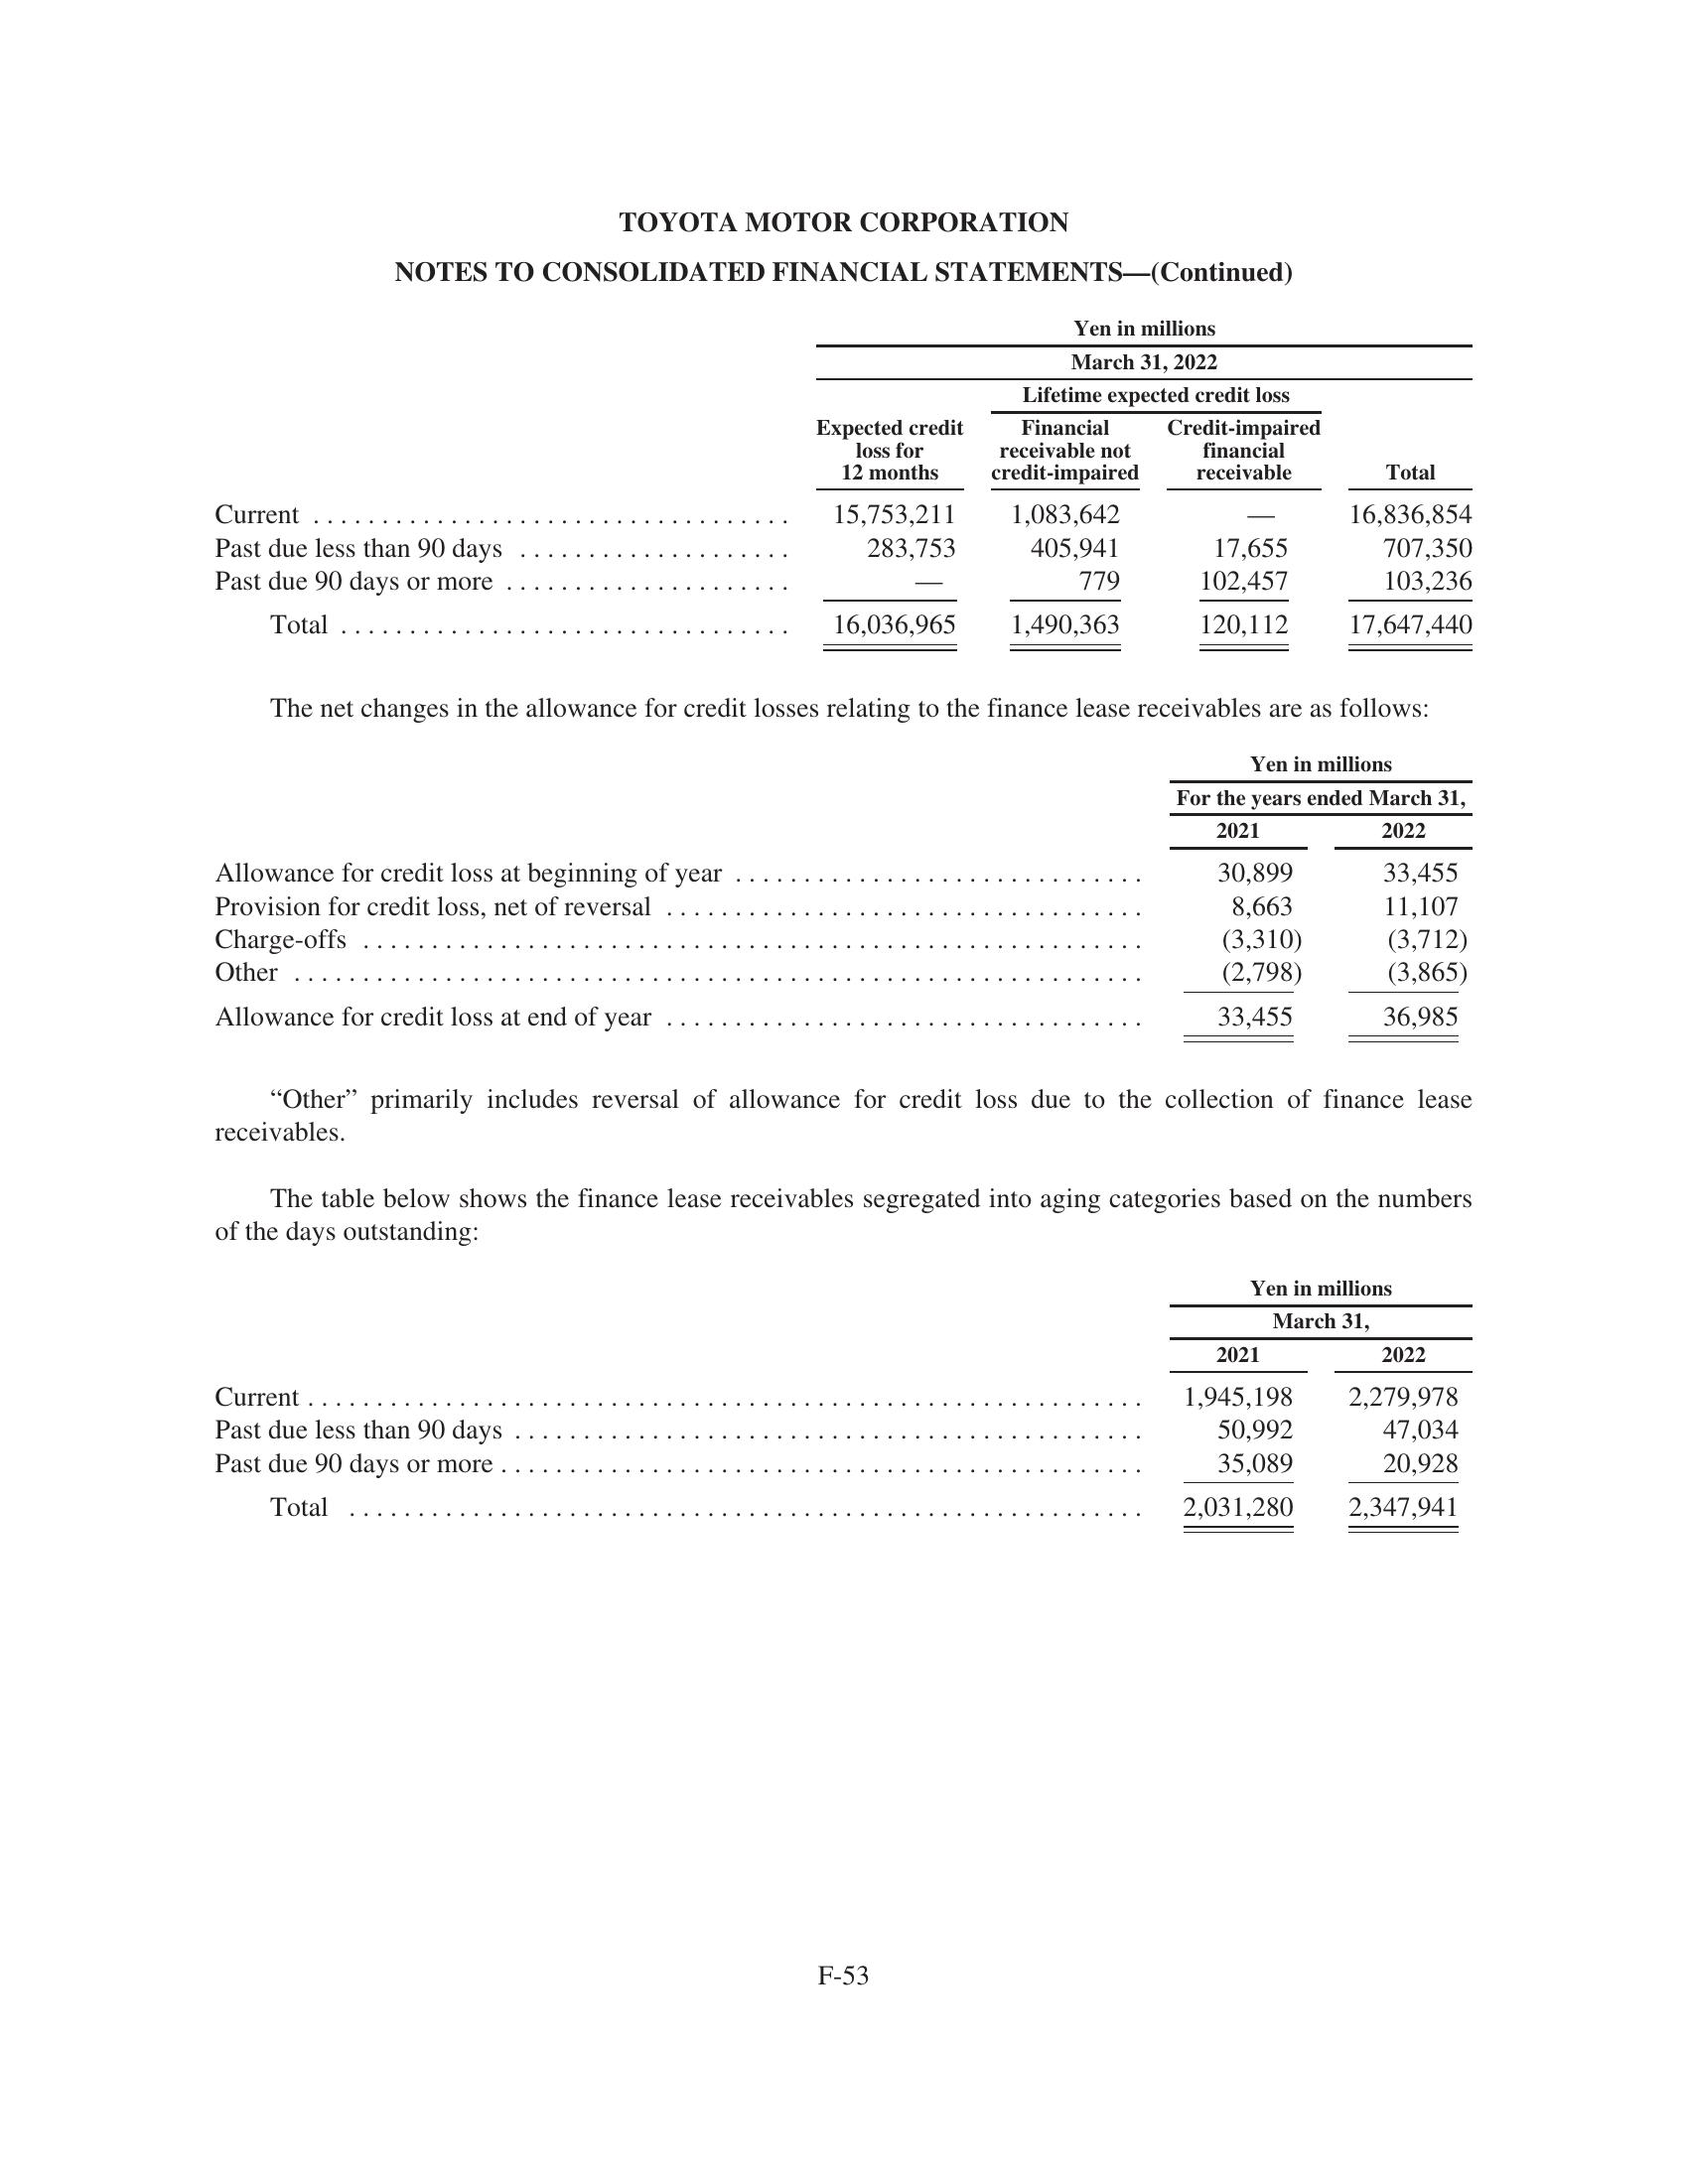 TOYOTA MOTOR CORPORATION
NOTES TO CONSOLIDATED FINANCIAL STATEMENTS—(Continued)
Yen in millions
March 31, 2022
Lifetime expected credit loss
Expected credit loss for 12 months Financial receivable not credit-impaired Credit-impaired financial receivable Total
Current . . . . . . . . . . . . . . . . . . . . . . . . . . . . . . . . . . . 15,753,211 1,083,642 — 16,836,854
Past due less than 90 days . . . . . . . . . . . . . . . . . . . . 283,753 405,941 17,655 707,350
Past due 90 days or more . . . . . . . . . . . . . . . . . . . . . — 779 102,457 103,236
Total . . . . . . . . . . . . . . . . . . . . . . . . . . . . . . . . . 16,036,965 1,490,363 120,112 17,647,440
The net changes in the allowance for credit losses relating to the finance lease receivables are as follows:
Yen in millions
For the years ended March 31,
2021 2022
Allowance for credit loss at beginning of year . . . . . . . . . . . . . . . . . . . . . . . . . . . . . . 30,899 33,455
Provision for credit loss, net of reversal . . . . . . . . . . . . . . . . . . . . . . . . . . . . . . . . . . . 8,663 11,107
Charge-offs . . . . . . . . . . . . . . . . . . . . . . . . . . . . . . . . . . . . . . . . . . . . . . . . . . . . . . . . . (3,310) (3,712)
Other . . . . . . . . . . . . . . . . . . . . . . . . . . . . . . . . . . . . . . . . . . . . . . . . . . . . . . . . . . . . . . (2,798) (3,865)
Allowance for credit loss at end of year . . . . . . . . . . . . . . . . . . . . . . . . . . . . . . . . . . . 33,455 36,985
“Other” primarily includes reversal of allowance for credit loss due to the collection of finance lease
receivables.
The table below shows the finance lease receivables segregated into aging categories based on the numbers
of the days outstanding:
Yen in millions
March 31,
2021 2022
Current . . . . . . . . . . . . . . . . . . . . . . . . . . . . . . . . . . . . . . . . . . . . . . . . . . . . . . . . . . . . . 1,945,198 2,279,978
Past due less than 90 days . . . . . . . . . . . . . . . . . . . . . . . . . . . . . . . . . . . . . . . . . . . . . . 50,992 47,034
Past due 90 days or more . . . . . . . . . . . . . . . . . . . . . . . . . . . . . . . . . . . . . . . . . . . . . . . 35,089 20,928
Total . . . . . . . . . . . . . . . . . . . . . . . . . . . . . . . . . . . . . . . . . . . . . . . . . . . . . . . . . . 2,031,280 2,347,941
F-53